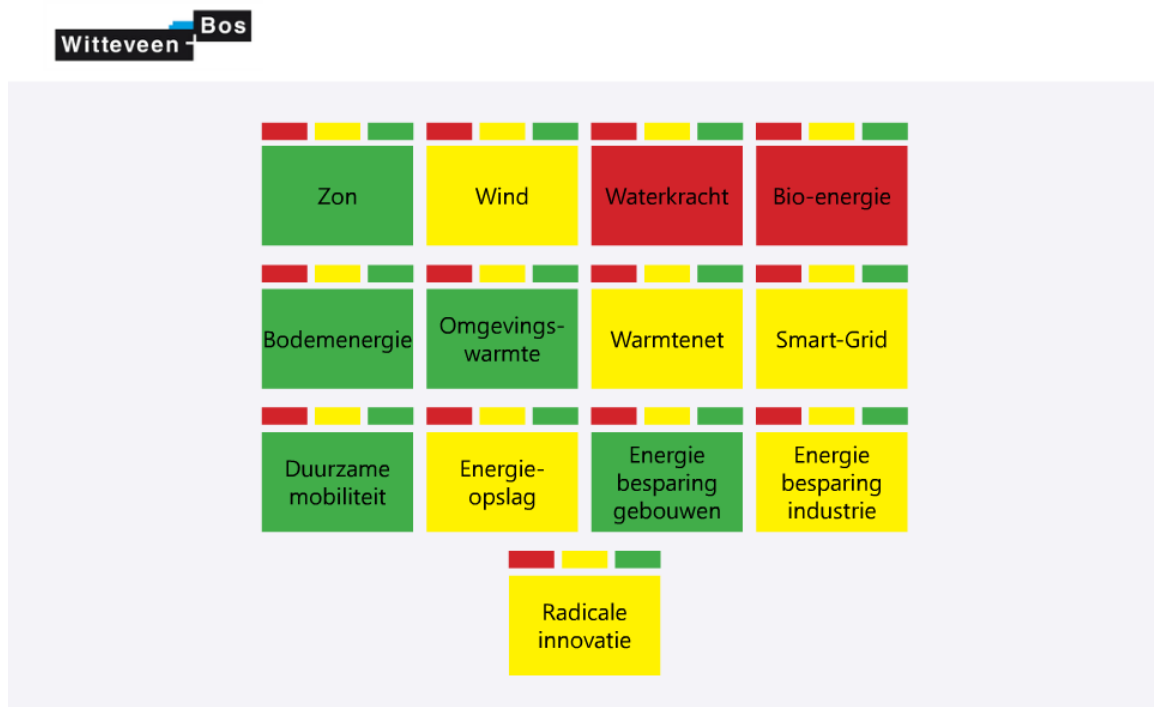 Witteveen + Bos
Zon
Wind
Waterkracht
Bio-energie
Bodemenergie
Omgevings-
warmte
Warmtenet
Smart-Grid
Duurzame
mobiliteit
Energie-
opslag
Energie
besparing
gebouwen
Energie
besparing
industrie
Radicale
innovatie